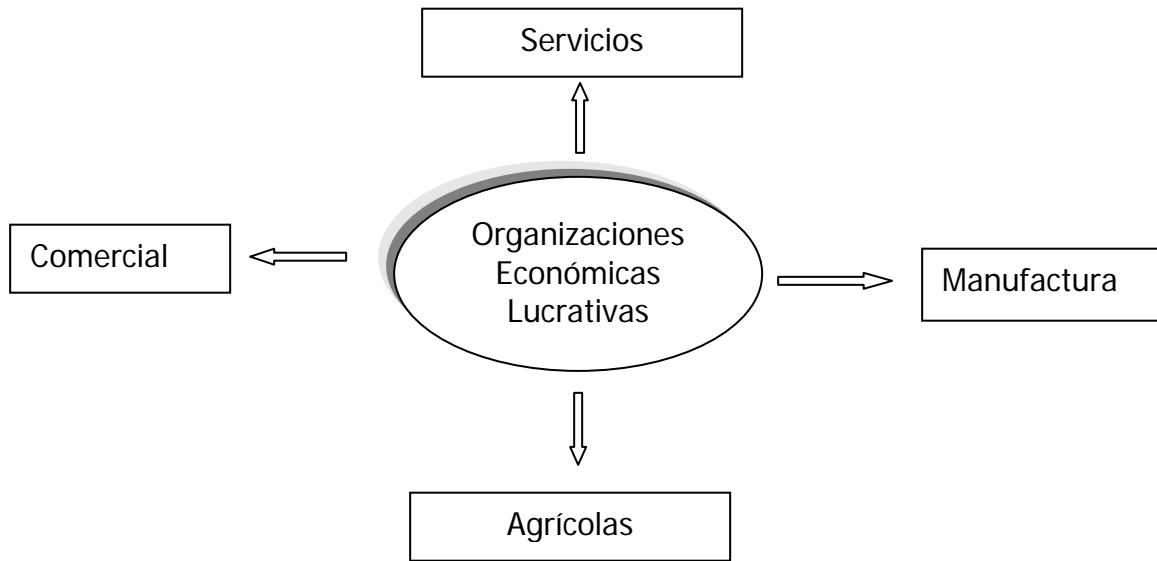 Servicios
Organizaciones
Económicas
Lucrativas
Comercial
Manufactura
Agrícolas